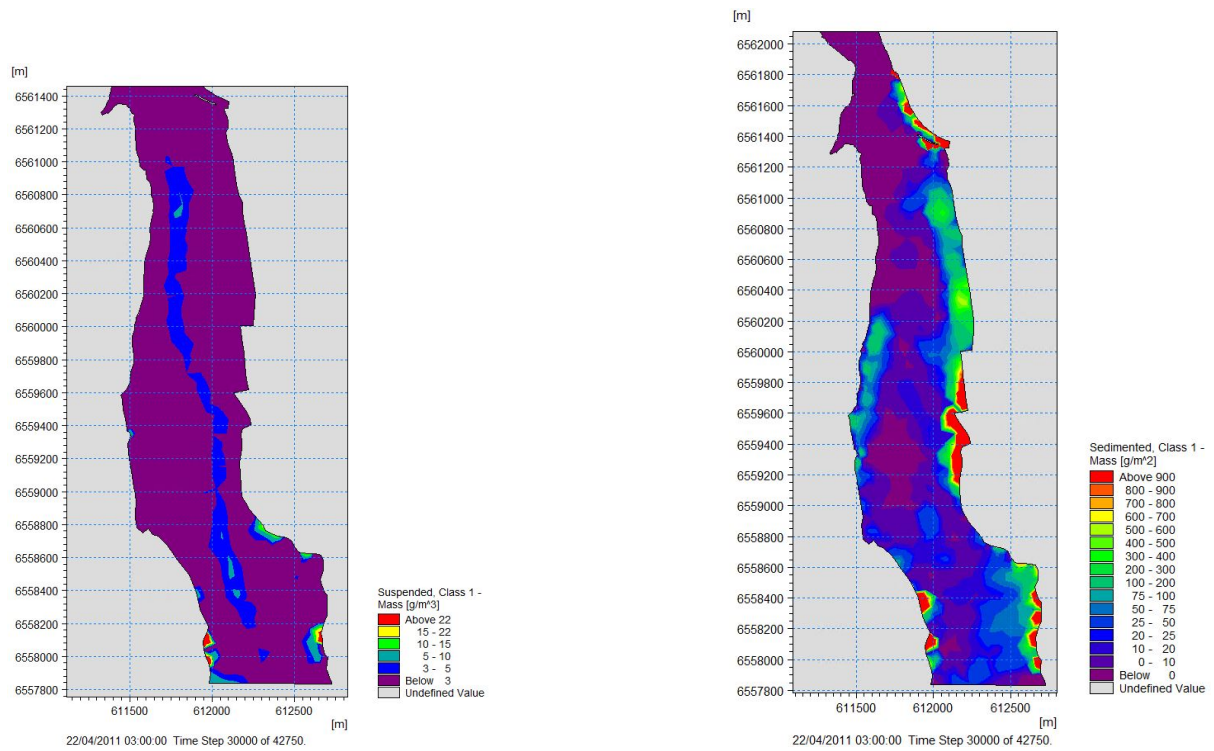 [m]
6561400
6561200
6561000
6560800
6560600
6560400
6560200
6560000
6559800
6559600
6559400
6559200
6559000
6558800
6558600
6558400
6558200
6558000
6557800
611500 612000 612500
[m]
22/04/2011 03:00:00 Time Step 30000 of 42750.
Suspended, Class 1 -
Mass [g/m^3]
Above 22
15 - 22
10 - 15
5 - 10
3 - 5
Below 3
Undefined Value
[m]
6562000
6561800
6561600
6561400
6561200
6561000
6560800
6560600
6560400
6560200
6560000
6559800
6559600
6559400
6559200
6559000
6558800
6558600
6558400
6558200
6558000
6557800
611500 612000 612500
[m]
22/04/2011 03:00:00 Time Step 30000 of 42750.
Sedimented, Class 1 -
Mass [g/m^2]
Above 900
800 - 900
700 - 800
600 - 700
500 - 600
400 - 500
300 - 400
200 - 300
100 - 200
75 - 100
50 - 75
25 - 50
20 - 25
10 - 20
0 - 10
Below 0
Undefined Value